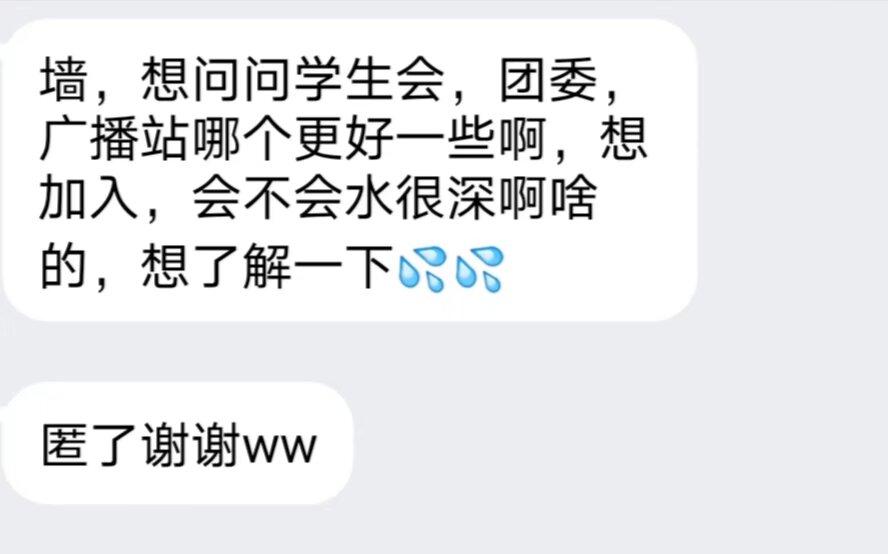 墙，想问问学生会，团委，
广播站哪个更好一些啊，想
加入，会不会水很深啊啥
的，想了解一下💦💦
匿了谢谢ww